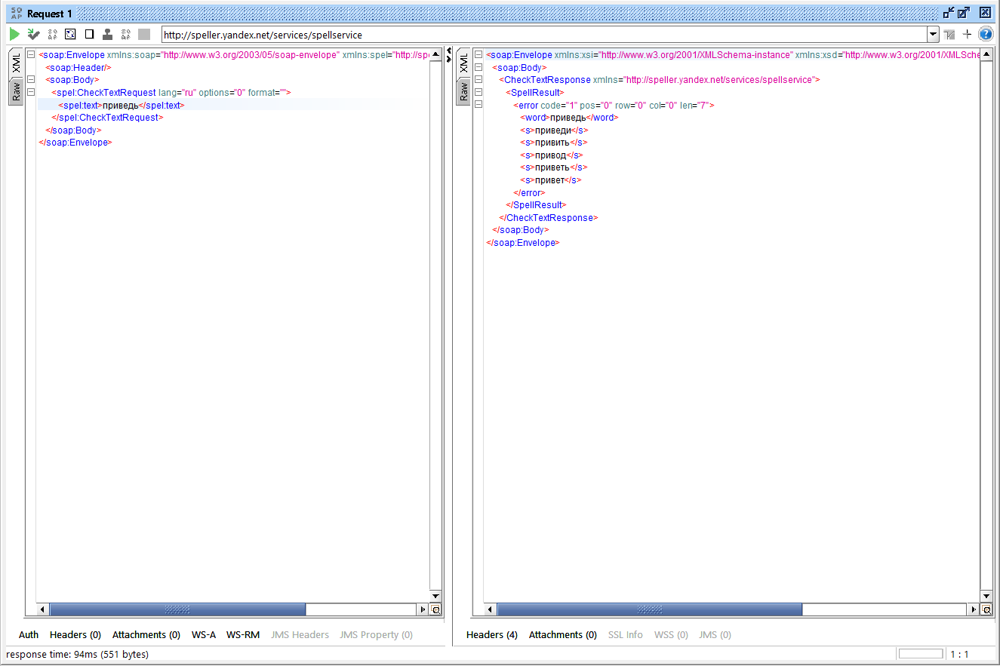 SO AP Request 1
http://speller.yandex.net/services/spellservice
XML
Raw
<soap:Envelope xmlns:soap="http://www.w3.org/2003/05/soap-envelope" xmlns:spel="http://sp
<soap:Header/>
<soap:Body>
<spel:CheckTextRequest lang="ru" options="0" format="">
<spel:text>приведь</spel:text>
</spel:CheckTextRequest>
</soap:Body>
</soap:Envelope>
XML
Raw
<soap:Envelope xmlns:xsi="http://www.w3.org/2001/XMLSchema-instance" xmlns:xsd="http://www.w3.org/2001/XMLSche
<soap:Body>
<CheckTextResponse xmlns="http://speller.yandex.net/services/spellservice">
<SpellResult>
<error code="1" pos="0" row="0" col="0" len="7">
<word>приведь</word>
<s>приведи</s>
<s>привить</s>
<s>привод</s>
<s>приветь</s>
<s>привет</s>
</error>
</SpellResult>
</CheckTextResponse>
</soap:Body>
</soap:Envelope>
Auth Headers (0) Attachments (0) WS-A WS-RM JMS Headers JMS Property (0)
Headers (4) Attachments (0) SSL Info WSS (0) JMS (0)
response time: 94ms (551 bytes)
1 : 1